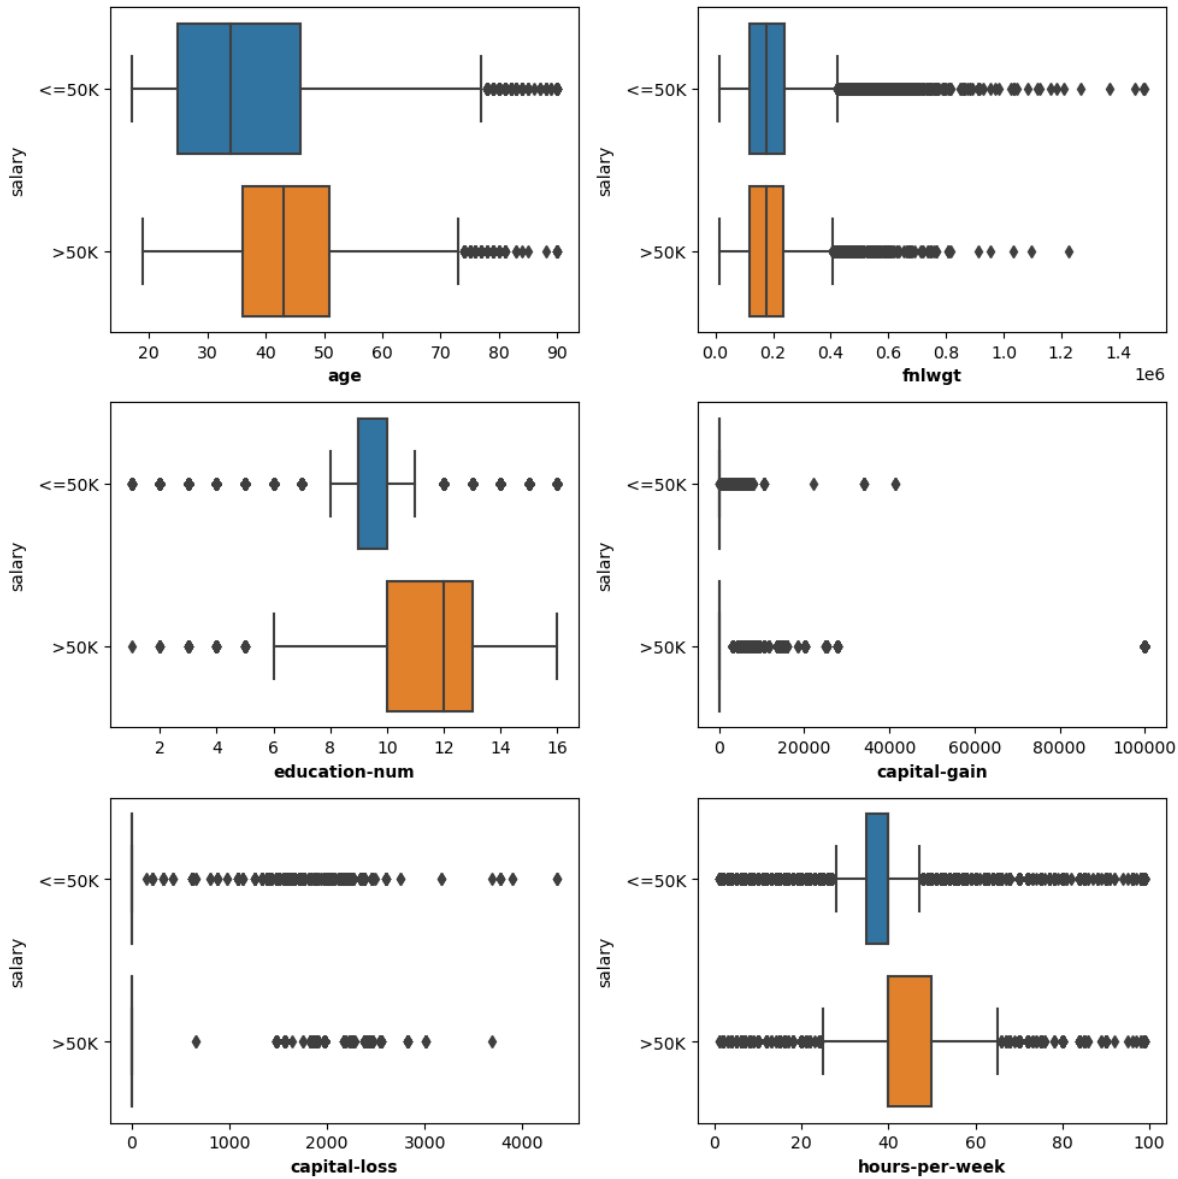 salary
<=50K
>50K
20 30 40 50 60 70 80 90
age
salary
<=50K
>50K
0.0 0.2 0.4 0.6 0.8 1.0 1.2 1.4
1e6
fnlwgt
salary
<=50K
>50K
2 4 6 8 10 12 14 16
education-num
salary
<=50K
>50K
0 20000 40000 60000 80000 100000
capital-gain
salary
<=50K
>50K
0 1000 2000 3000 4000
capital-loss
salary
<=50K
>50K
0 20 40 60 80 100
hours-per-week